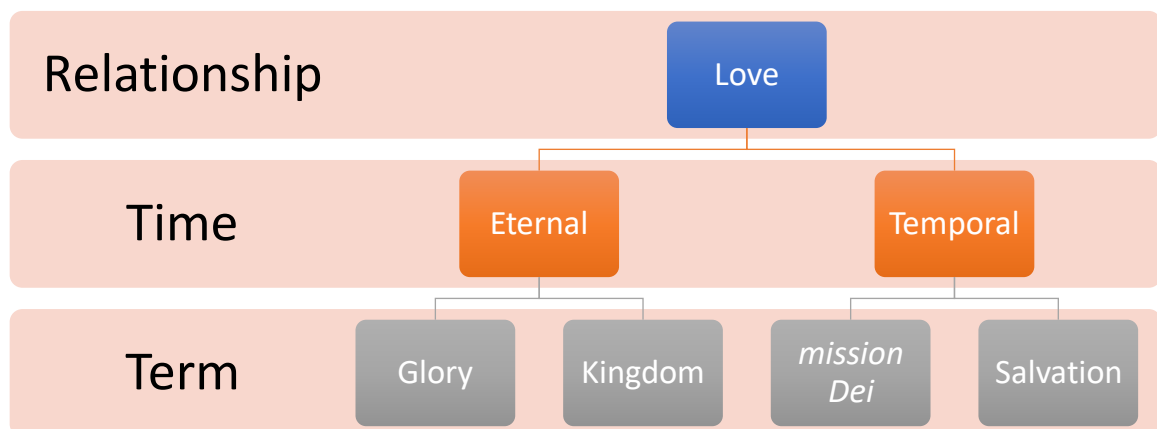 Relationship
Love
Time
Eternal
Temporal
Term
Glory
Kingdom
mission
Dei
Salvation